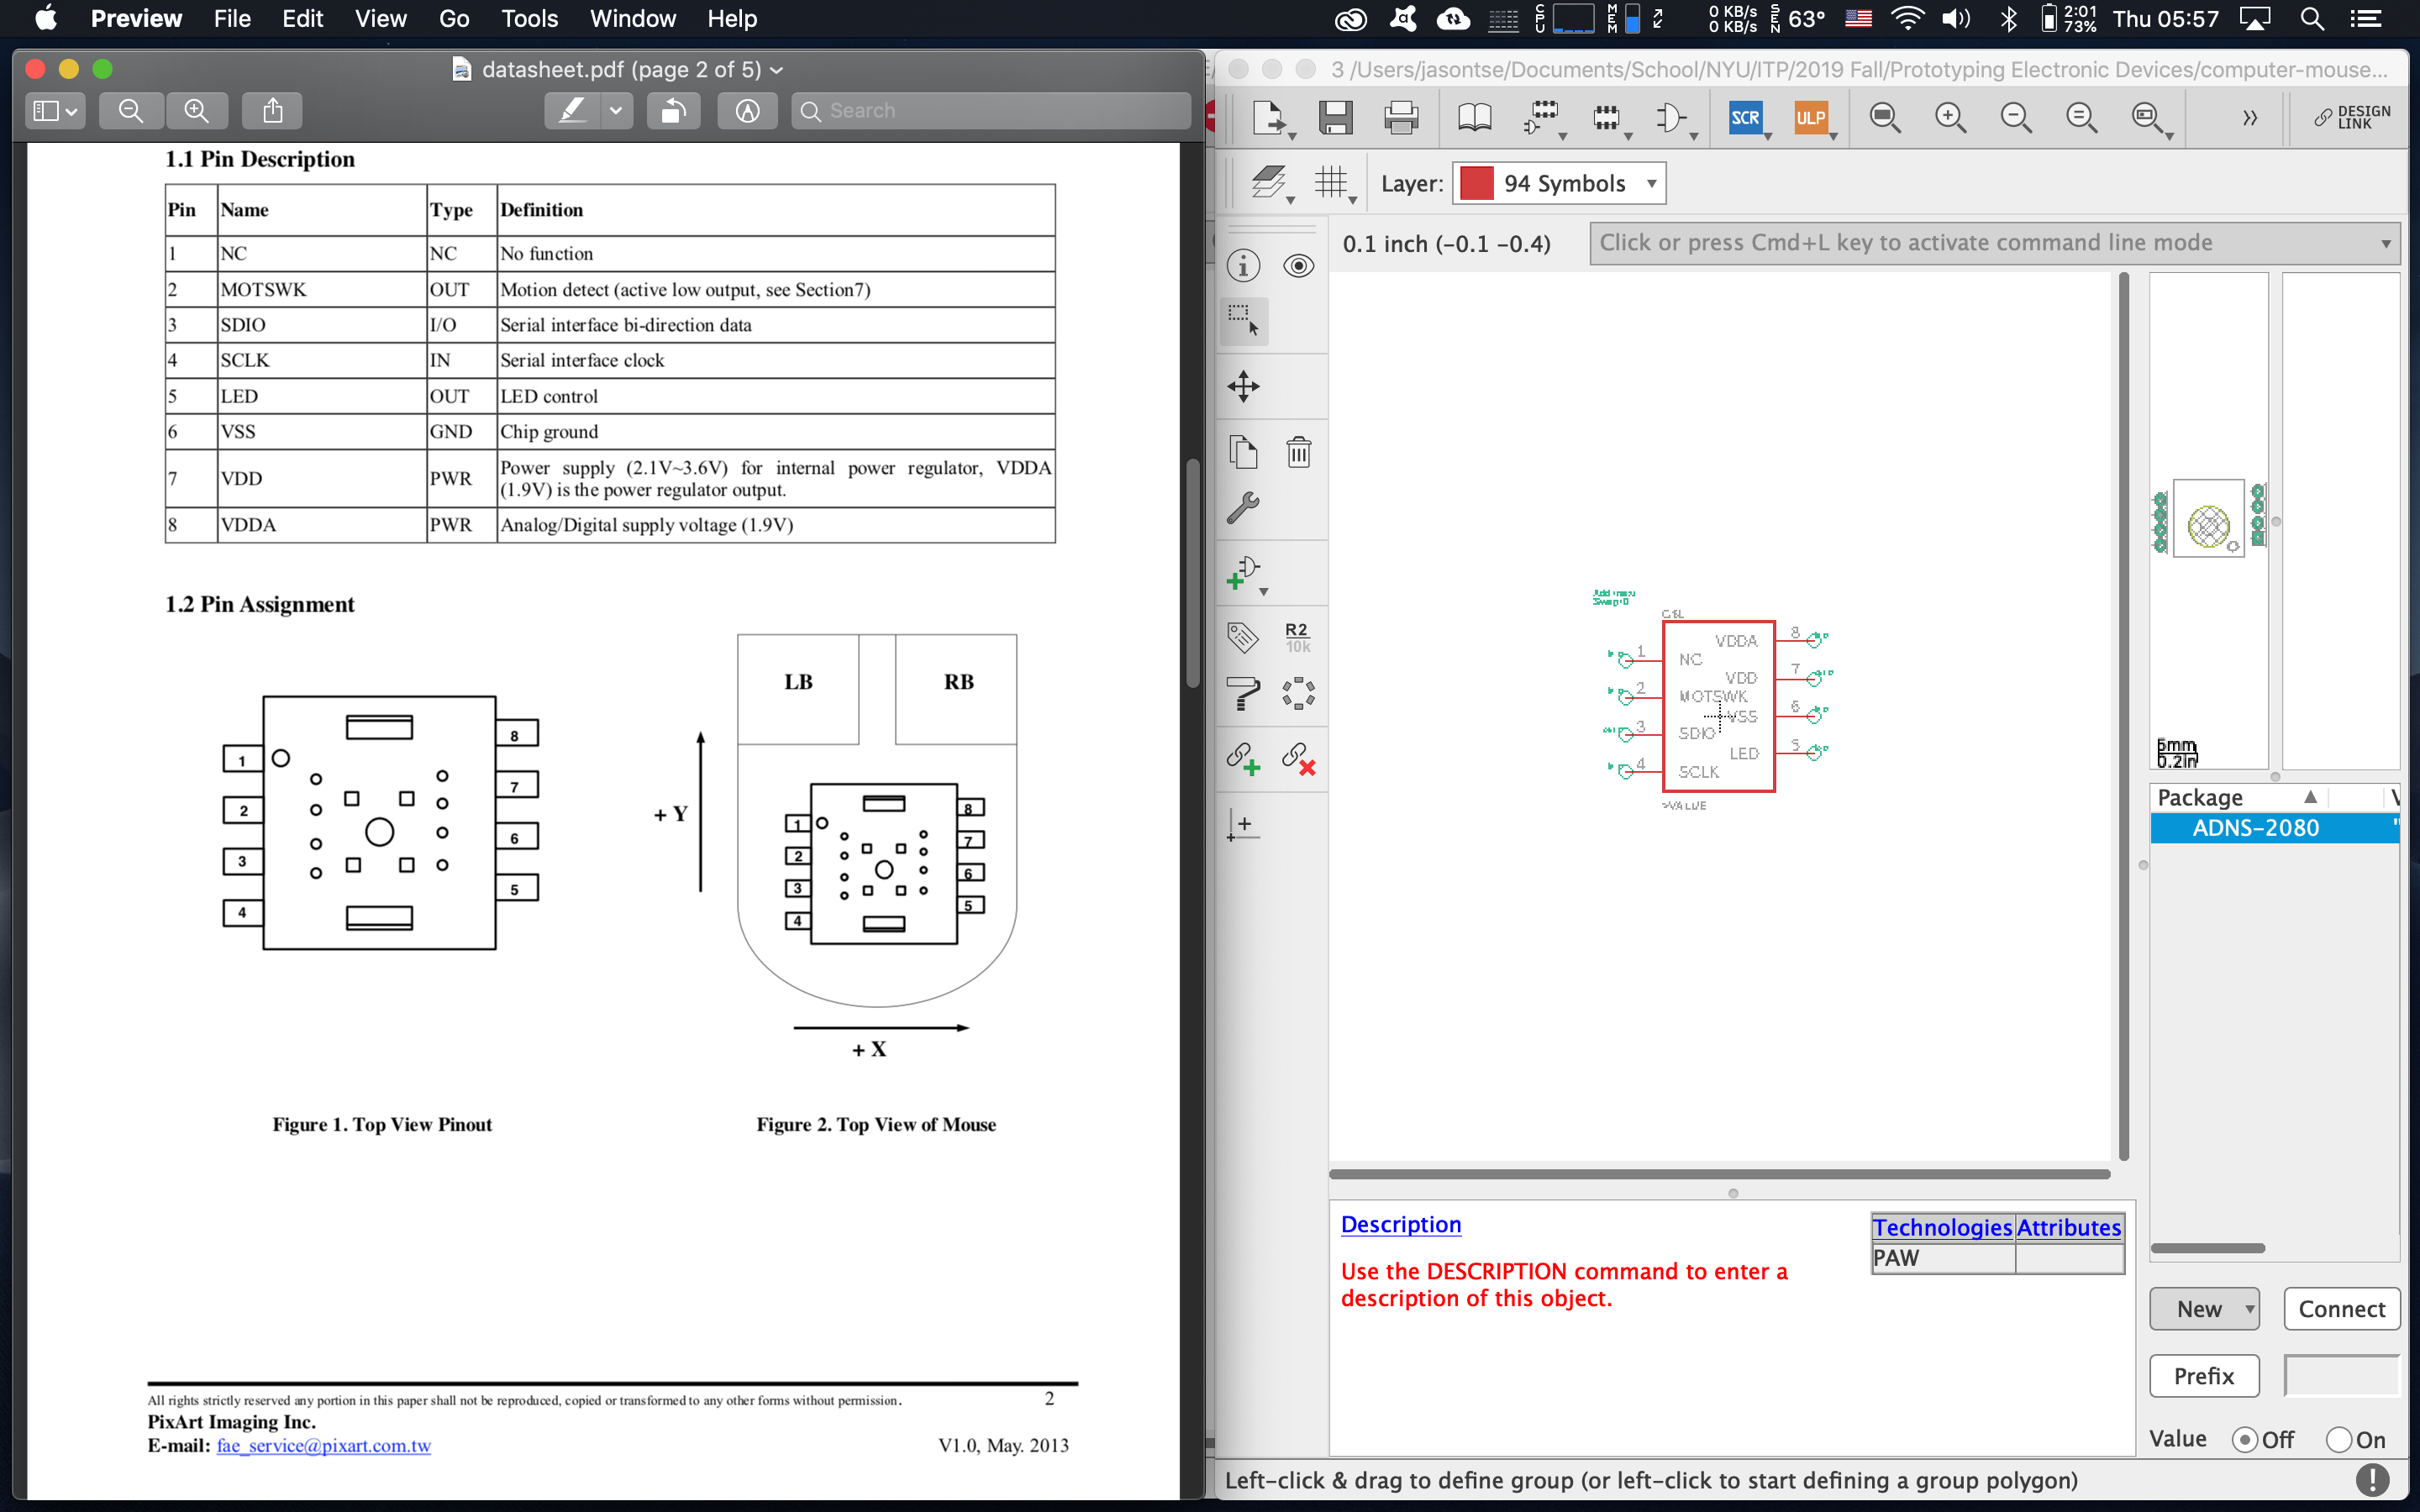 Preview File Edit View Go Tools Window Help
CPU MEM 0 KB/s 0 KB/s SEN 63° 2:01 73% Thu 05:57
datasheet.pdf (page 2 of 5)
Search
1.1 Pin Description
Pin Name Type Definition
1 NC NC No function
2 MOTSWK OUT Motion detect (active low output, see Section7)
3 SDIO I/O Serial interface bi-direction data
4 SCLK IN Serial interface clock
5 LED OUT LED control
6 VSS GND Chip ground
7 VDD PWR Power supply (2.1V~3.6V) for internal power regulator, VDDA
(1.9V) is the power regulator output.
8 VDDA PWR Analog/Digital supply voltage (1.9V)
1.2 Pin Assignment
1 2 3 4 8 7 6 5
LB RB
+ Y
1 2 3 4 8 7 6 5
+ X
Figure 1. Top View Pinout
Figure 2. Top View of Mouse
All rights strictly reserved any portion in this paper shall not be reproduced, copied or transformed to any other forms without permission. 2
PixArt Imaging Inc.
E-mail: fae_service@pixart.com.tw V1.0, May. 2013
3 /Users/jasontse/Documents/School/NYU/ITP/2019 Fall/Prototyping Electronic Devices/computer-mouse...
SCR ULP » DESIGN LINK
Layer: 94 Symbols
0.1 inch (-0.1 -0.4) Click or press Cmd+L key to activate command line mode
R2
10k
VDDA 8
1 NC
VDD 7
2 MOTSWK
VSS 6
3 SDIO
LED 5
4 SCLK
>VALUE
5mm
0.2in
Package
ADNS-2080
Description
Use the DESCRIPTION command to enter a
description of this object.
Technologies Attributes
PAW
New Connect
Prefix
Value Off On
Left-click & drag to define group (or left-click to start defining a group polygon)